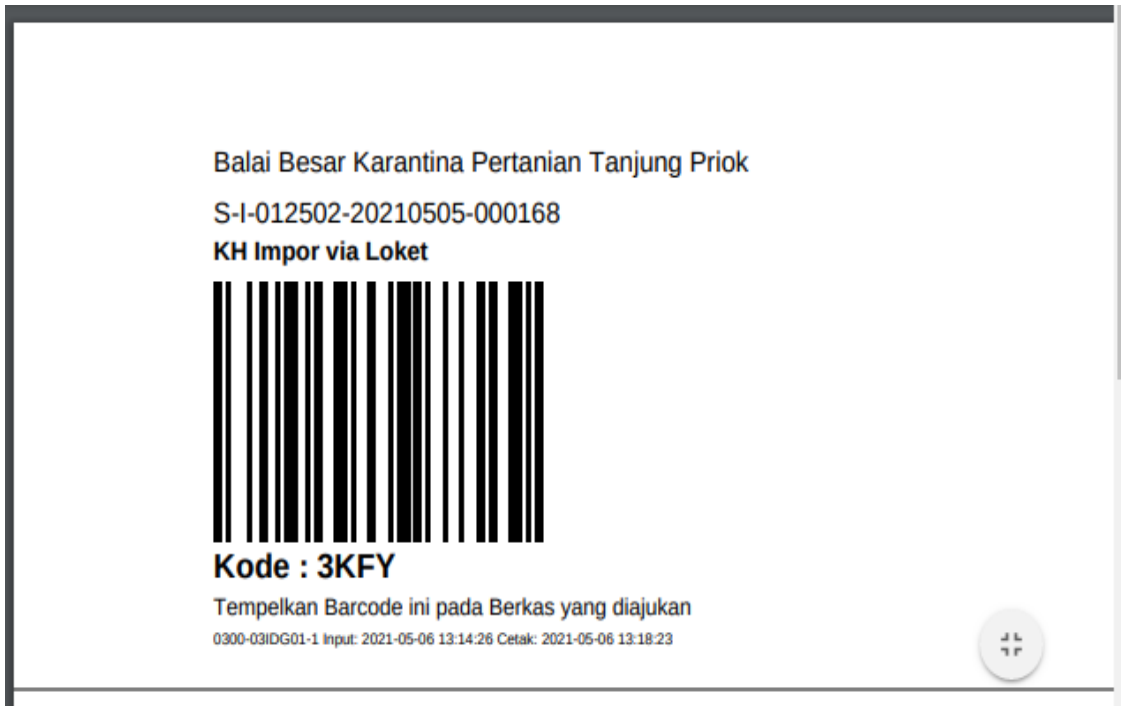 Balai Besar Karantina Pertanian Tanjung Priok
S-I-012502-20210505-000168
KH Impor via Loket
Kode : 3KFY
Tempelkan Barcode ini pada Berkas yang diajukan
0300-03IDG01-1 Input: 2021-05-06 13:14:26 Cetak: 2021-05-06 13:18:23